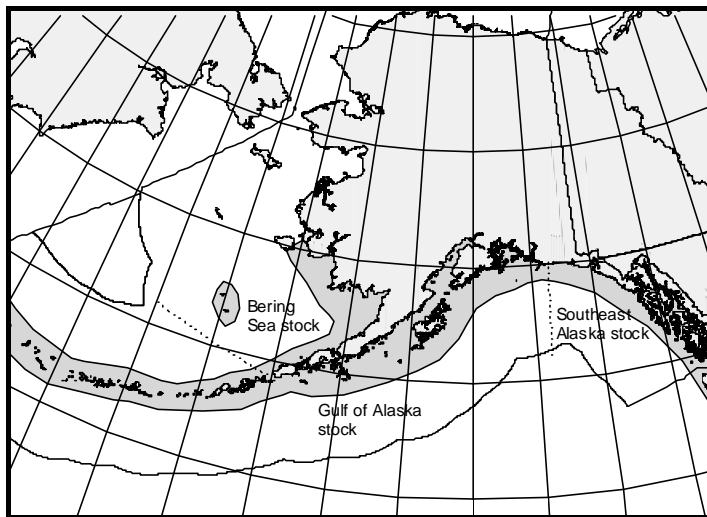 Bering
Sea stock
Southeast
Alaska stock
Gulf of Alaska
stock